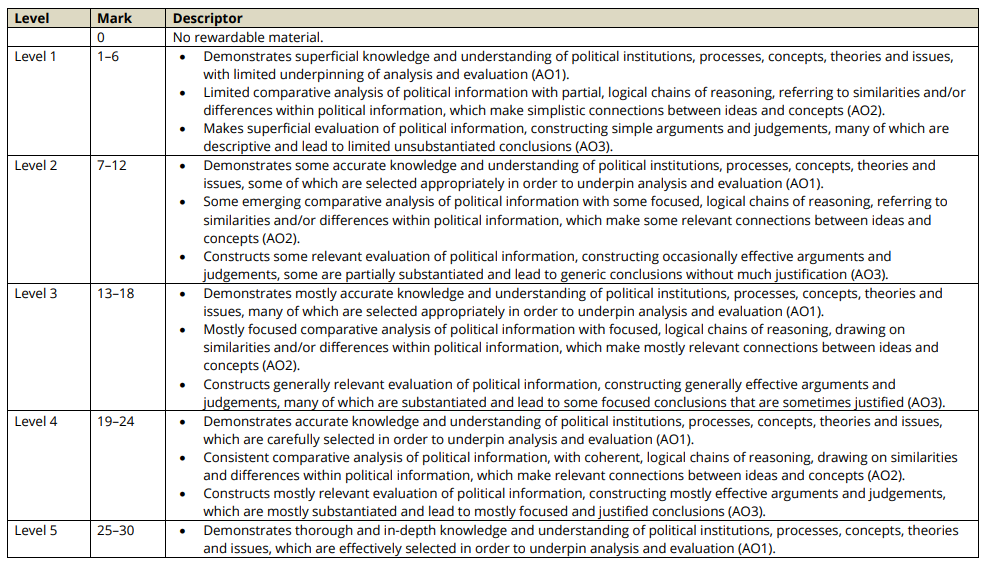 Level Mark Descriptor
0 No rewardable material.
Level 1 1–6 • Demonstrates superficial knowledge and understanding of political institutions, processes, concepts, theories and issues,
with limited underpinning of analysis and evaluation (AO1).
• Limited comparative analysis of political information with partial, logical chains of reasoning, referring to similarities and/or
differences within political information, which make simplistic connections between ideas and concepts (AO2).
• Makes superficial evaluation of political information, constructing simple arguments and judgements, many of which are
descriptive and lead to limited unsubstantiated conclusions (AO3).
Level 2 7–12 • Demonstrates some accurate knowledge and understanding of political institutions, processes, concepts, theories and
issues, some of which are selected appropriately in order to underpin analysis and evaluation (AO1).
• Some emerging comparative analysis of political information with some focused, logical chains of reasoning, referring to
similarities and/or differences within political information, which make some relevant connections between ideas and
concepts (AO2).
• Constructs some relevant evaluation of political information, constructing occasionally effective arguments and
judgements, some are partially substantiated and lead to generic conclusions without much justification (AO3).
Level 3 13–18 • Demonstrates mostly accurate knowledge and understanding of political institutions, processes, concepts, theories and
issues, many of which are selected appropriately in order to underpin analysis and evaluation (AO1).
• Mostly focused comparative analysis of political information with focused, logical chains of reasoning, drawing on
similarities and/or differences within political information, which make mostly relevant connections between ideas and
concepts (AO2).
• Constructs generally relevant evaluation of political information, constructing generally effective arguments and
judgements, many of which are substantiated and lead to some focused conclusions that are sometimes justified (AO3).
Level 4 19–24 • Demonstrates accurate knowledge and understanding of political institutions, processes, concepts, theories and issues,
which are carefully selected in order to underpin analysis and evaluation (AO1).
• Consistent comparative analysis of political information, with coherent, logical chains of reasoning, drawing on similarities
and differences within political information, which make relevant connections between ideas and concepts (AO2).
• Constructs mostly relevant evaluation of political information, constructing mostly effective arguments and judgements,
which are mostly substantiated and lead to mostly focused and justified conclusions (AO3).
Level 5 25–30 • Demonstrates thorough and in-depth knowledge and understanding of political institutions, processes, concepts, theories
and issues, which are effectively selected in order to underpin analysis and evaluation (AO1).